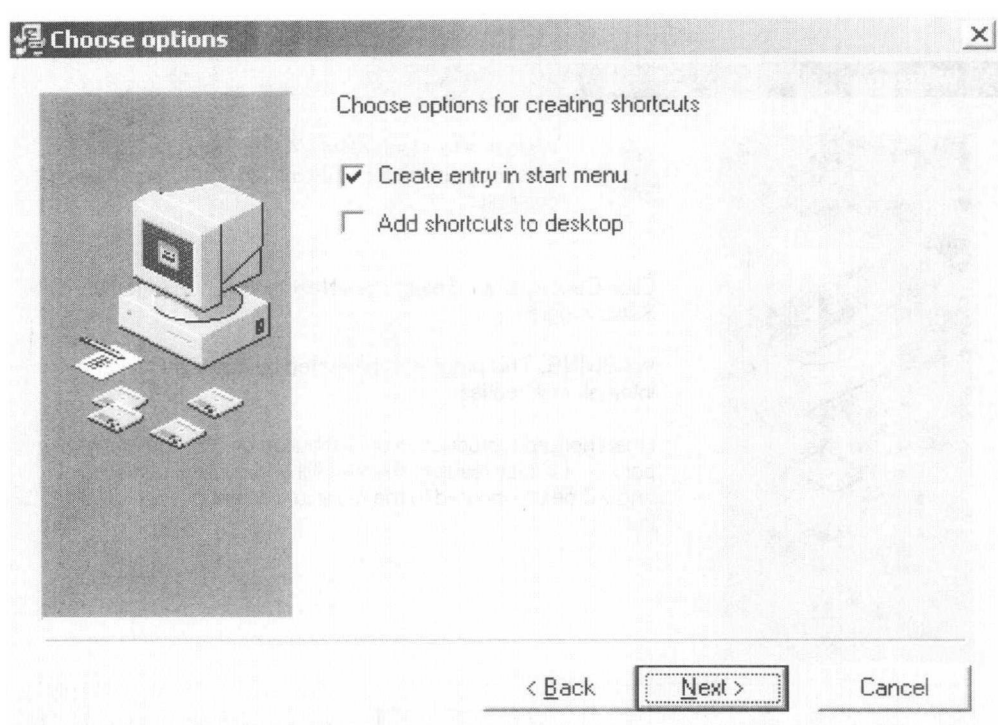 Choose options
Choose options for creating shortcuts
Create entry in start menu
Add shortcuts to desktop
< Back
Next >
Cancel